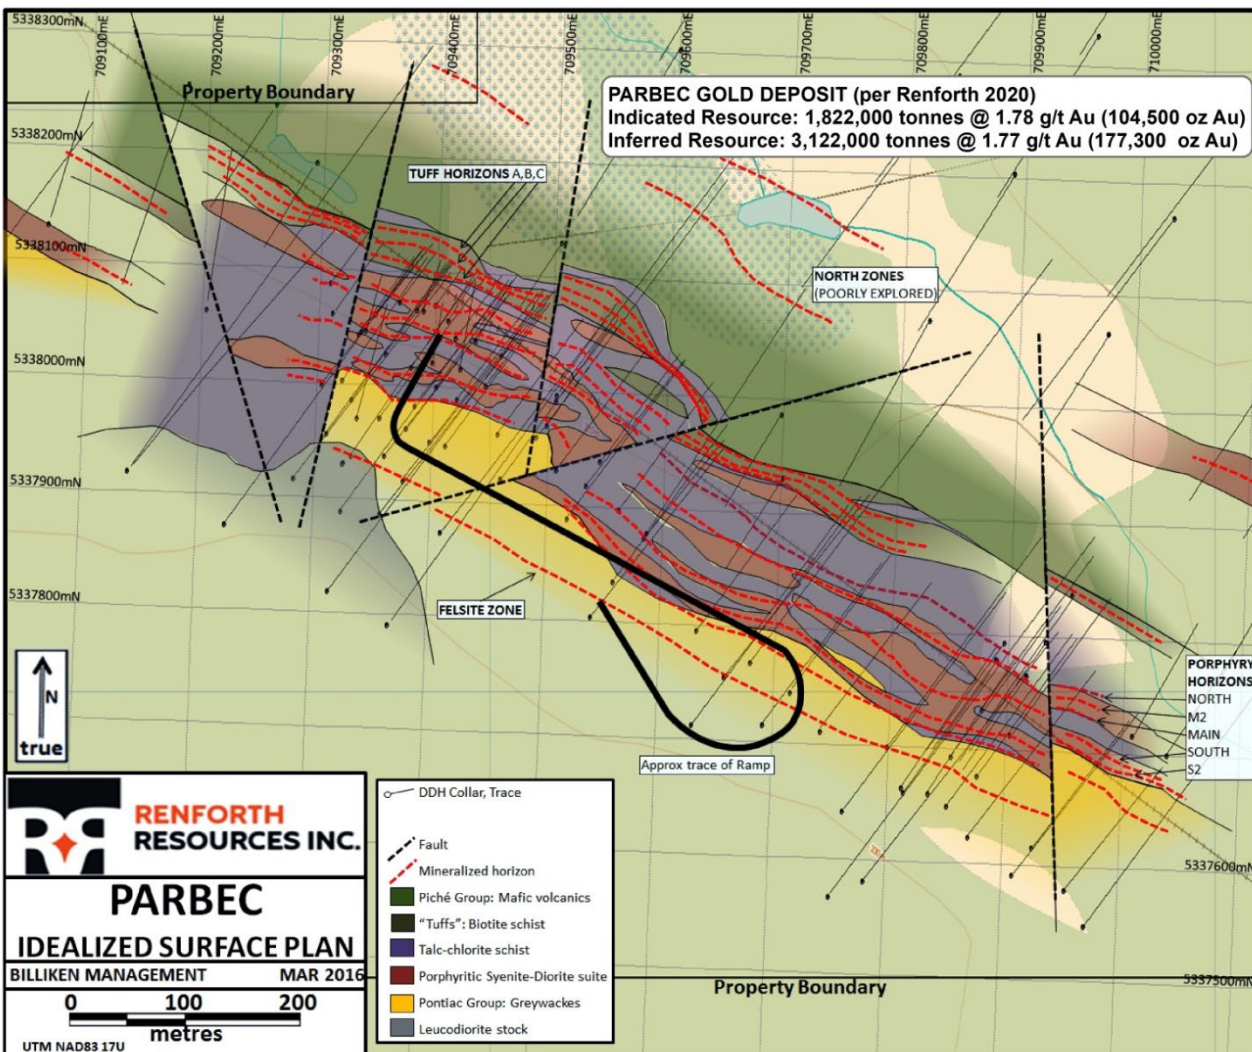 5338300mN
709100mE
709200mE
709300mE
709400mE
709500mE
709600mE
709700mE
709800mE
709900mE
710000mE
Property Boundary
PARBEC GOLD DEPOSIT (per Renforth 2020)
Indicated Resource: 1,822,000 tonnes @ 1.78 g/t Au (104,500 oz Au)
Inferred Resource: 3,122,000 tonnes @ 1.77 g/t Au (177,300 oz Au)
5338200mN
TUFF HORIZONS A,B,C
5338100mN
NORTH ZONES
(POORLY EXPLORED)
5338000mN
5337900mN
5337800mN
FELSITE ZONE
N
true
PORPHYRY
HORIZONS
NORTH
M2
MAIN
SOUTH
S2
Approx trace of Ramp
RENFORTH
RESOURCES INC.
PARBEC
IDEALIZED SURFACE PLAN
BILLIKEN MANAGEMENT MAR 2016
0 100 200
metres
UTM NAD83 17U
DDH Collar, Trace
Fault
Mineralized horizon
Piché Group: Mafic volcanics
"Tuffs": Biotite schist
Talc-chlorite schist
Porphyritic Syenite-Diorite suite
Pontiac Group: Greywackes
Leucodiorite stock
5337600mN
5337500mN
Property Boundary